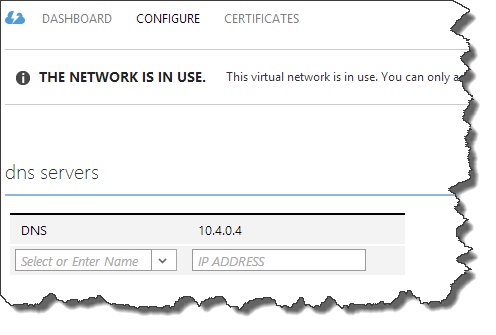 DASHBOARD CONFIGURE CERTIFICATES
THE NETWORK IS IN USE. This virtual network is in use. You can only
dns servers
DNS 10.4.0.4
Select or Enter Name IP ADDRESS